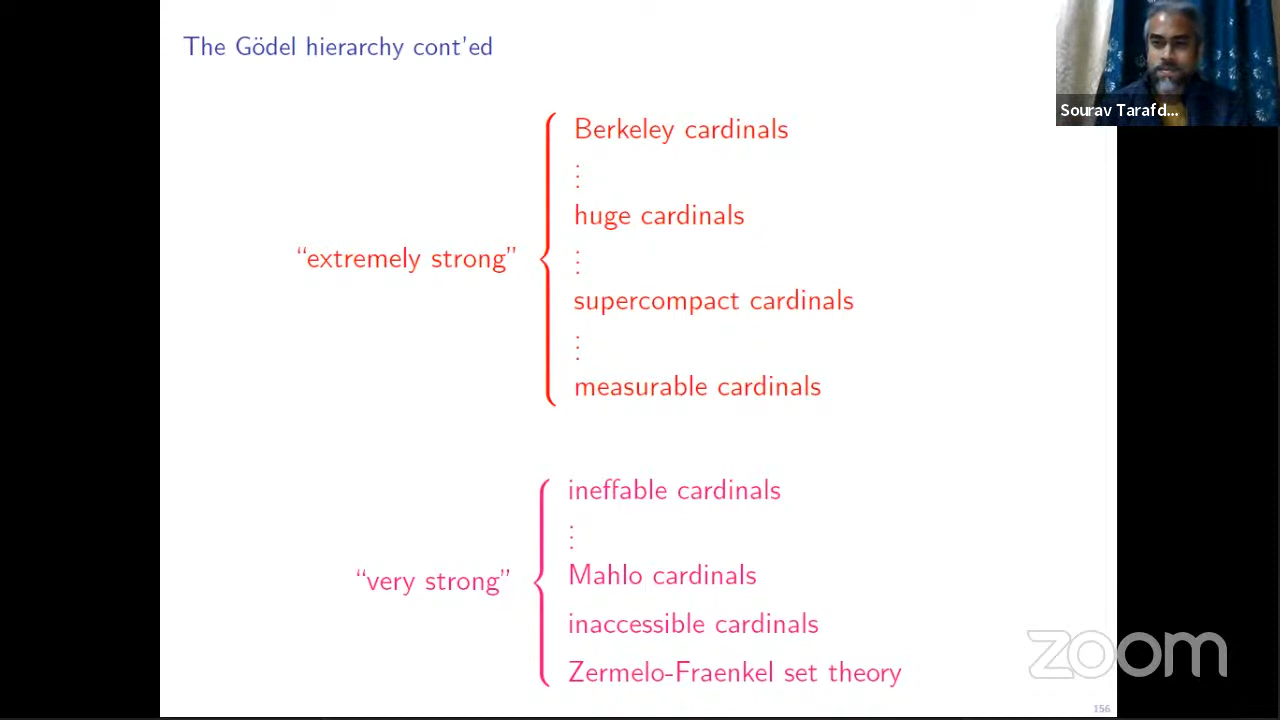 The Gödel hierarchy cont'ed
Sourav Tarafd...
Berkeley cardinals
⋮
huge cardinals
⋮
"extremely strong"
supercompact cardinals
⋮
measurable cardinals
ineffable cardinals
⋮
"very strong"
Mahlo cardinals
inaccessible cardinals
Zermelo-Fraenkel set theory
zoom
156